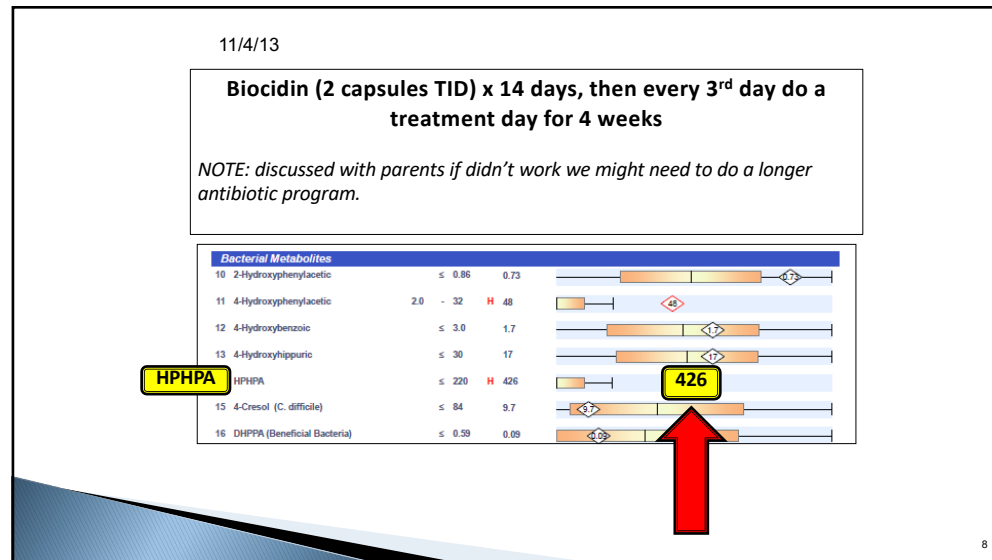 11/4/13
Biocidin (2 capsules TID) x 14 days, then every 3rd day do a
treatment day for 4 weeks
NOTE: discussed with parents if didn't work we might need to do a longer
antibiotic program.
Bacterial Metabolites
10 2-Hydroxyphenylacetic ≤ 0.86 0.73 0.73
11 4-Hydroxyphenylacetic 2.0 - 32 H 48 48
12 4-Hydroxybenzoic ≤ 3.0 1.7 1.7
13 4-Hydroxyhippuric ≤ 30 17 17
HPHPA HPHPA ≤ 220 H 426 426
15 4-Cresol (C. difficile) ≤ 84 9.7 9.7
16 DHPPA (Beneficial Bacteria) ≤ 0.59 0.09 0.09
8